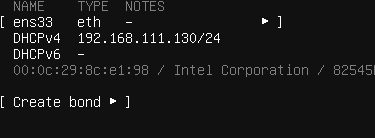 NAME TYPE NOTES
[ ens33 eth - ▸ ]
DHCPv4 192.168.111.130/24
DHCPv6 -
00:0c:29:8c:e1:98 / Intel Corporation / 82545
[ Create bond ▸ ]